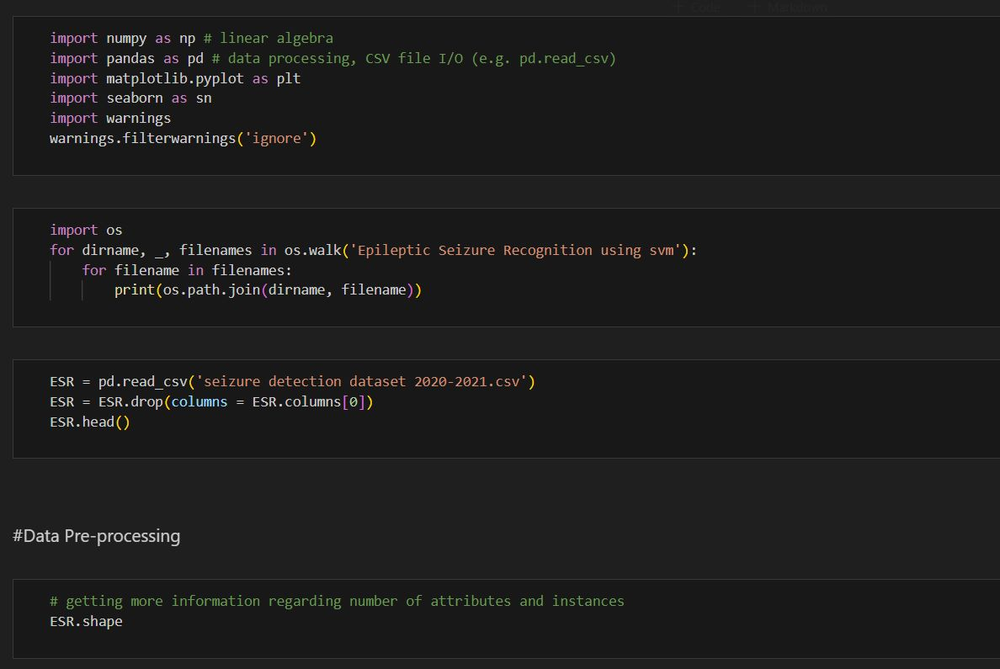 + Code + Markdown
import numpy as np # linear algebra
import pandas as pd # data processing, CSV file I/O (e.g. pd.read_csv)
import matplotlib.pyplot as plt
import seaborn as sn
import warnings
warnings.filterwarnings('ignore')
import os
for dirname, _, filenames in os.walk('Epileptic Seizure Recognition using svm'):
    for filename in filenames:
        print(os.path.join(dirname, filename))
ESR = pd.read_csv('seizure detection dataset 2020-2021.csv')
ESR = ESR.drop(columns = ESR.columns[0])
ESR.head()
#Data Pre-processing
# getting more information regarding number of attributes and instances
ESR.shape